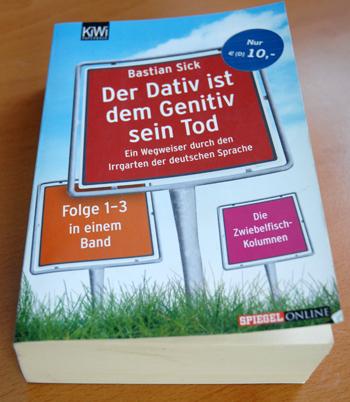 KiWi
Nur
€ (D) 10,-
Bastian Sick
Der Dativ ist
dem Genitiv
sein Tod
Ein Wegweiser durch den
Irrgarten der deutschen Sprache
Folge 1–3
in einem
Band
Die
Zwiebelfisch-
Kolumnen
SPIEGEL ONLINE